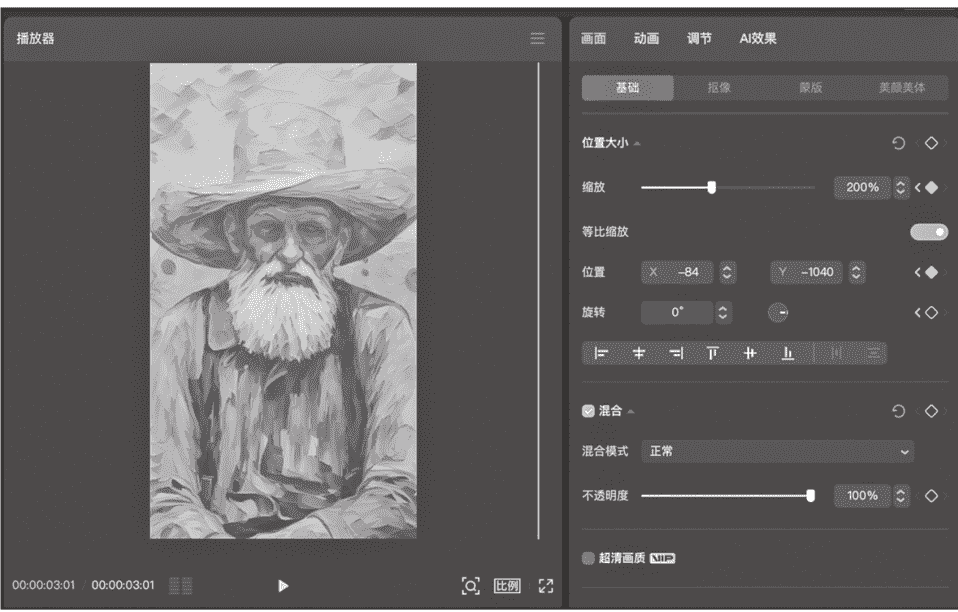 播放器
00:00:03:01 00:00:03:01
比例
画面 动画 调节 AI效果
基础 抠像 蒙版 美颜美体
位置大小
缩放 200%
等比缩放
位置 X -84 Y -1040
旋转 0°
混合
混合模式 正常
不透明度 100%
超清画质 VIP